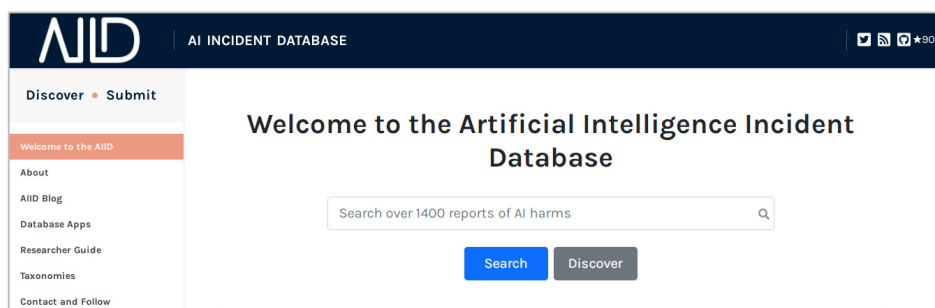 AIID
AI INCIDENT DATABASE
★90
Discover • Submit
Welcome to the AIID
About
AIID Blog
Database Apps
Researcher Guide
Taxonomies
Contact and Follow
Welcome to the Artificial Intelligence Incident
Database
Search over 1400 reports of AI harms
Search
Discover